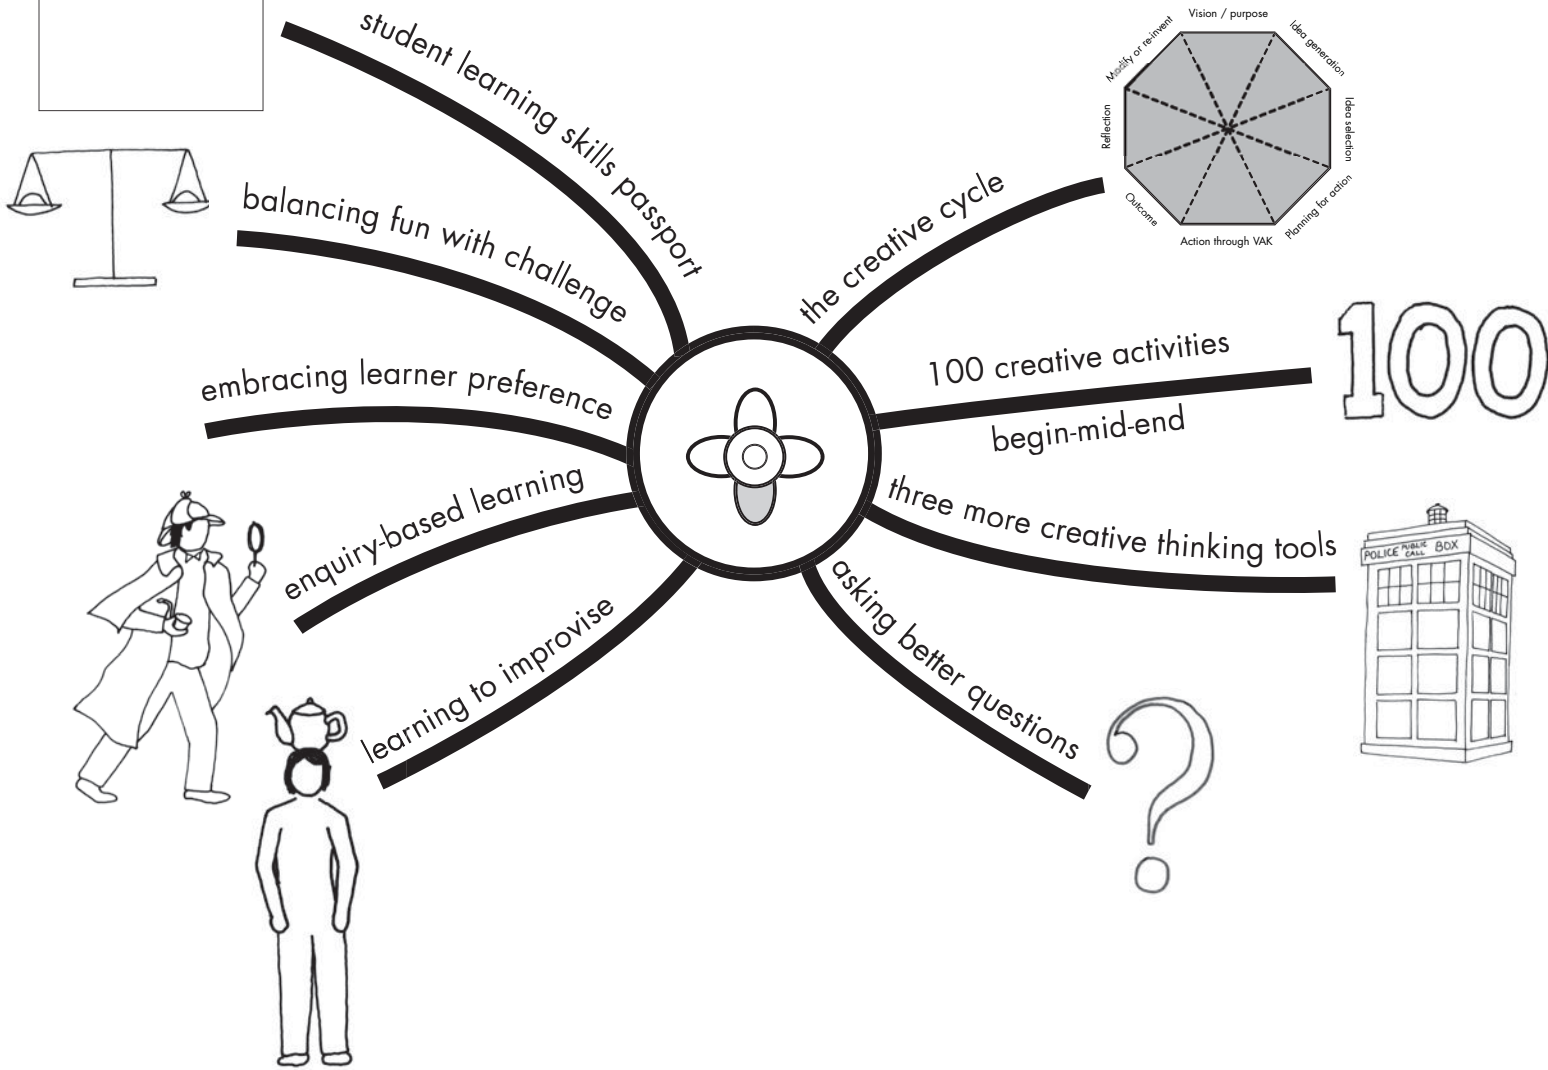 student learning skills passport
balancing fun with challenge
embracing learner preference
enquiry-based learning
learning to improvise
the creative cycle
Vision / purpose
Idea generation
Idea selection
Planning for action
Action through VAK
Outcome
Reflection
Modify or re-invent
100 creative activities
begin-mid-end
100
three more creative thinking tools
POLICE PUBLIC CALL BOX
asking better questions
?